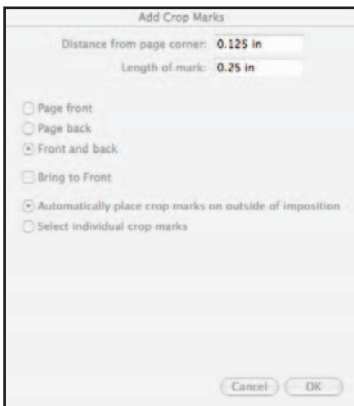 Add Crop Marks
Distance from page corner: 0.125 in
Length of mark: 0.25 in
Page front
Page back
Front and back
Bring to Front
Automatically place crop marks on outside of imposition
Select individual crop marks
Cancel OK